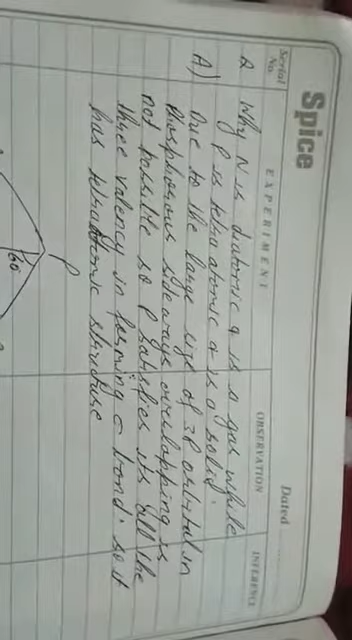 Spice
Serial No.
EXPERIMENT
OBSERVATION
INFERENCE
Dated
Q Why N is diatomic & is a gas while
P is tetra atomic & is a solid.
A) Due to the large size of 3P orbital in
Phosphorous sideways overlapping is
not possible so P satisfies its all the
three valency in forming σ bond. so it
has tetra atomic structure
P
60